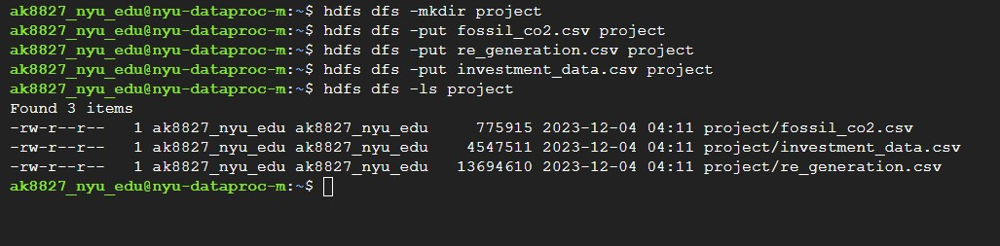 ak8827_nyu_edu@nyu-dataproc-m:~$ hdfs dfs -mkdir project
ak8827_nyu_edu@nyu-dataproc-m:~$ hdfs dfs -put fossil_co2.csv project
ak8827_nyu_edu@nyu-dataproc-m:~$ hdfs dfs -put re_generation.csv project
ak8827_nyu_edu@nyu-dataproc-m:~$ hdfs dfs -put investment_data.csv project
ak8827_nyu_edu@nyu-dataproc-m:~$ hdfs dfs -ls project
Found 3 items
-rw-r--r--   1 ak8827_nyu_edu ak8827_nyu_edu     775915 2023-12-04 04:11 project/fossil_co2.csv
-rw-r--r--   1 ak8827_nyu_edu ak8827_nyu_edu    4547511 2023-12-04 04:11 project/investment_data.csv
-rw-r--r--   1 ak8827_nyu_edu ak8827_nyu_edu   13694610 2023-12-04 04:11 project/re_generation.csv
ak8827_nyu_edu@nyu-dataproc-m:~$